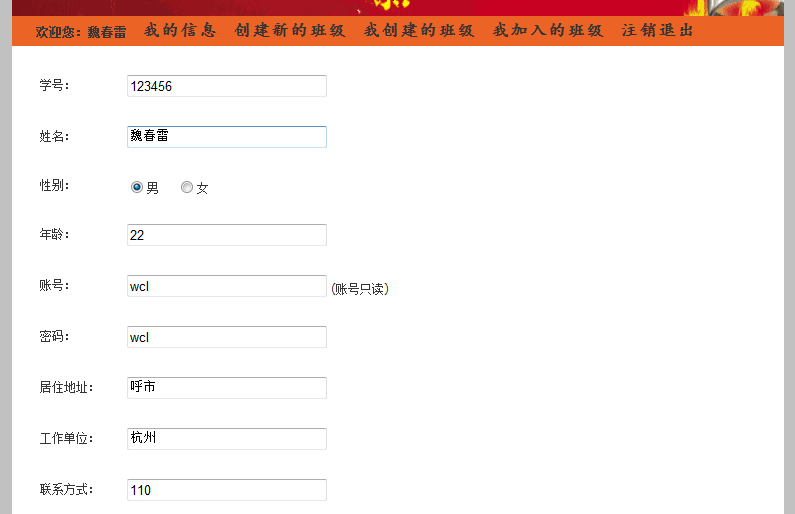 欢迎您：魏春雷 我的信息 创建新的班级 我创建的班级 我加入的班级 注销退出
学号： 123456
姓名： 魏春雷
性别： 男 女
年龄： 22
账号： wcl (账号只读)
密码： wcl
居住地址： 呼市
工作单位： 杭州
联系方式： 110